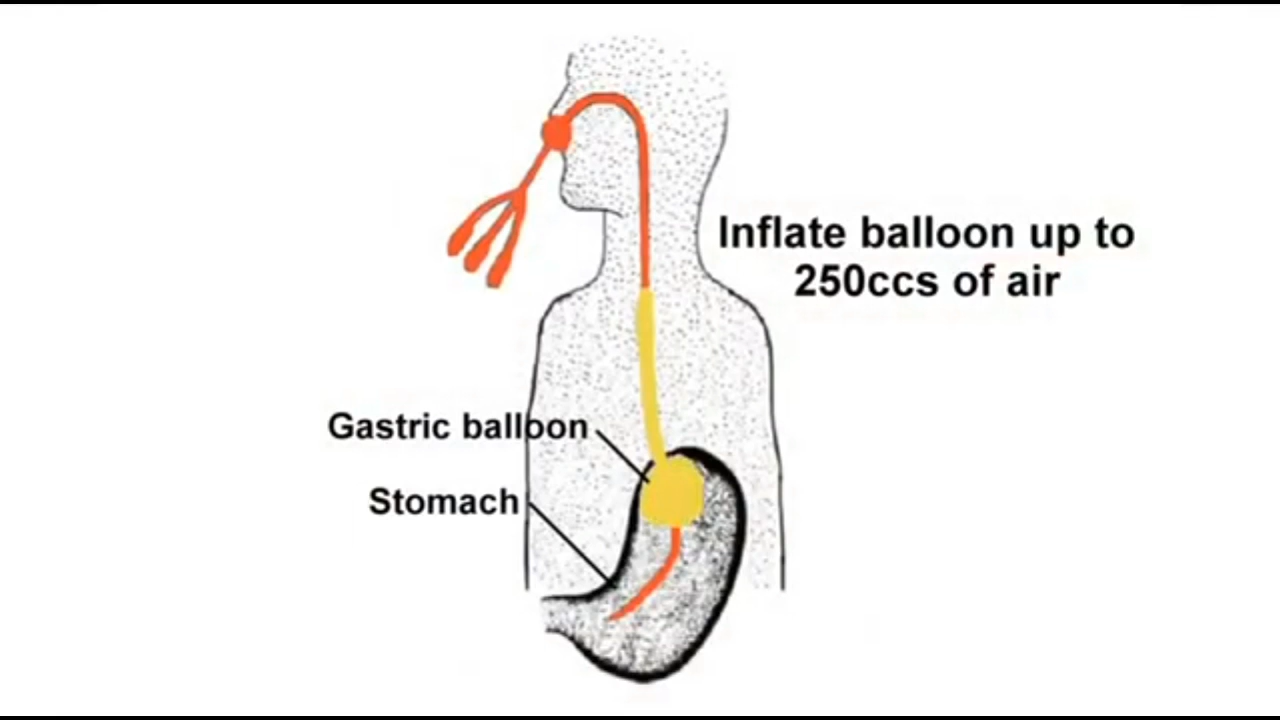 Inflate balloon up to
250ccs of air
Gastric balloon
Stomach